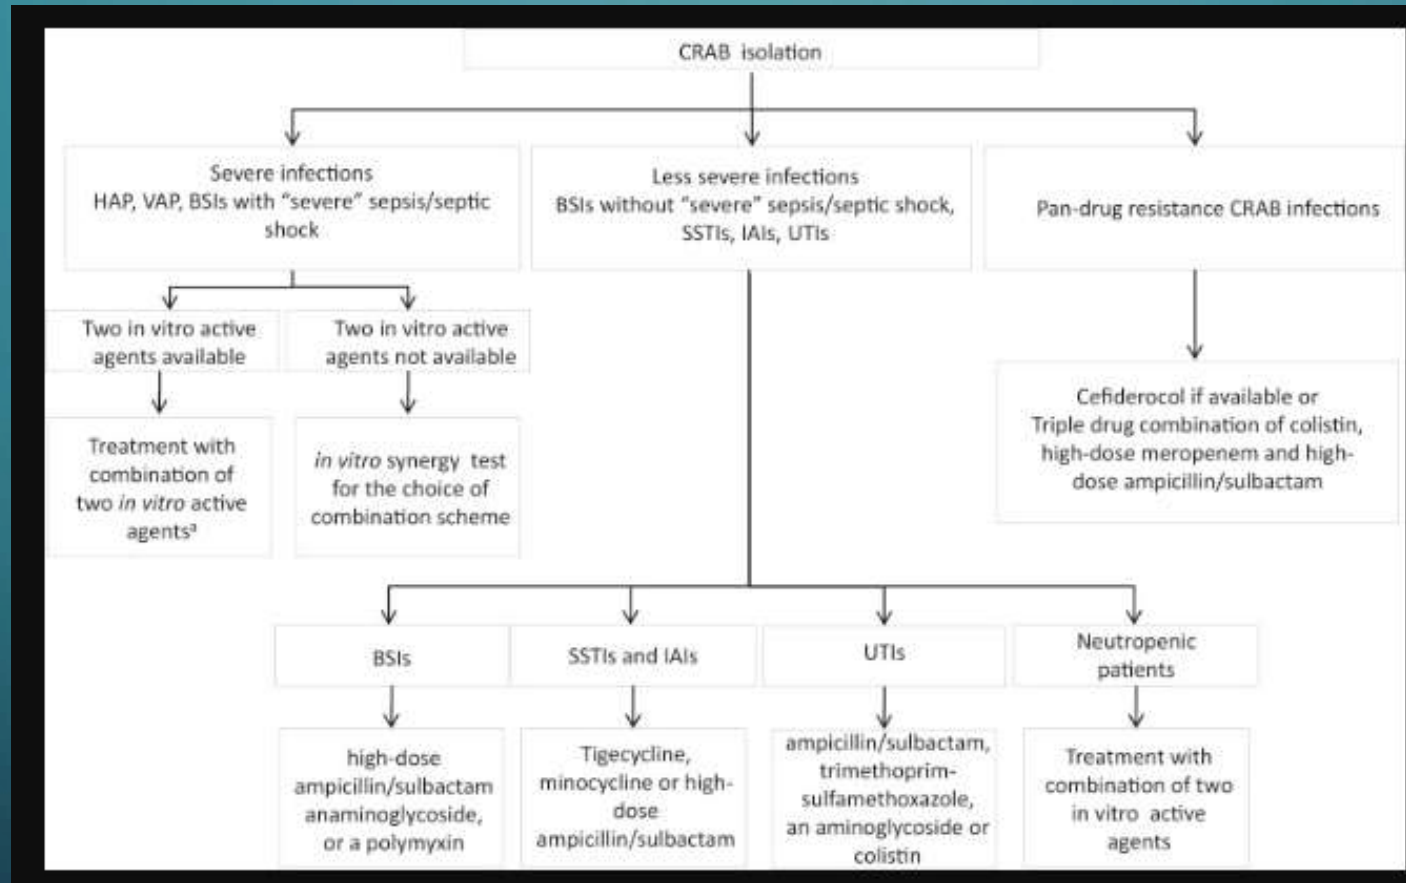 CRAB isolation
Severe infections
HAP, VAP, BSIs with “severe” sepsis/septic
shock
Less severe infections
BSIs without “severe” sepsis/septic shock,
SSTIs, IAIs, UTIs
Pan-drug resistance CRAB infections
Two in vitro active
agents available
Two in vitro active
agents not available
Treatment with
combination of
two in vitro active
agentsᵃ
in vitro synergy test
for the choice of
combination scheme
Cefiderocol if available or
Triple drug combination of colistin,
high-dose meropenem and high-
dose ampicillin/sulbactam
BSIs
SSTIs and IAIs
UTIs
Neutropenic
patients
high-dose
ampicillin/sulbactam
anaminoglycoside,
or a polymyxin
Tigecycline,
minocycline or high-
dose
ampicillin/sulbactam
ampicillin/sulbactam,
trimethoprim-
sulfamethoxazole,
an aminoglycoside or
colistin
Treatment with
combination of two
in vitro active
agents